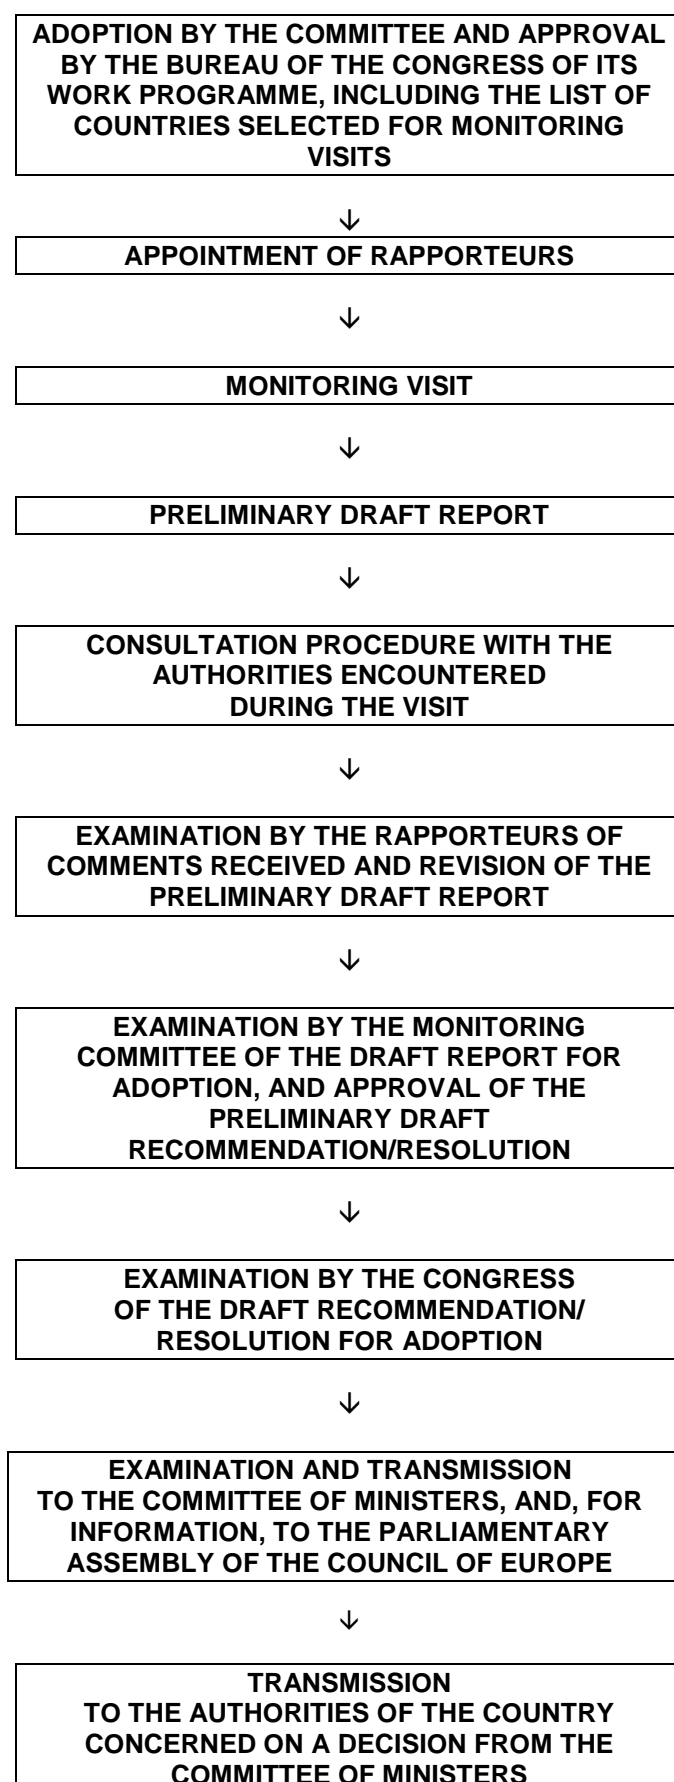 ADOPTION BY THE COMMITTEE AND APPROVAL
BY THE BUREAU OF THE CONGRESS OF ITS
WORK PROGRAMME, INCLUDING THE LIST OF
COUNTRIES SELECTED FOR MONITORING
VISITS
↓
APPOINTMENT OF RAPPORTEURS
↓
MONITORING VISIT
↓
PRELIMINARY DRAFT REPORT
↓
CONSULTATION PROCEDURE WITH THE
AUTHORITIES ENCOUNTERED
DURING THE VISIT
↓
EXAMINATION BY THE RAPPORTEURS OF
COMMENTS RECEIVED AND REVISION OF THE
PRELIMINARY DRAFT REPORT
↓
EXAMINATION BY THE MONITORING
COMMITTEE OF THE DRAFT REPORT FOR
ADOPTION, AND APPROVAL OF THE
PRELIMINARY DRAFT
RECOMMENDATION/RESOLUTION
↓
EXAMINATION BY THE CONGRESS
OF THE DRAFT RECOMMENDATION/
RESOLUTION FOR ADOPTION
↓
EXAMINATION AND TRANSMISSION
TO THE COMMITTEE OF MINISTERS, AND, FOR
INFORMATION, TO THE PARLIAMENTARY
ASSEMBLY OF THE COUNCIL OF EUROPE
↓
TRANSMISSION
TO THE AUTHORITIES OF THE COUNTRY
CONCERNED ON A DECISION FROM THE
COMMITTEE OF MINISTERS